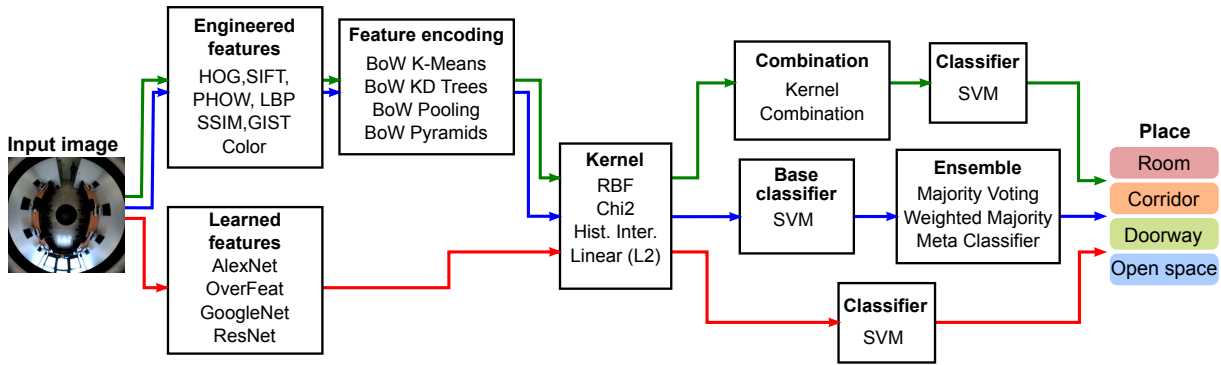 Input image
Engineered
features
HOG,SIFT,
PHOW, LBP
SSIM,GIST
Color
Feature encoding
BoW K-Means
BoW KD Trees
BoW Pooling
BoW Pyramids
Learned
features
AlexNet
OverFeat
GoogleNet
ResNet
Kernel
RBF
Chi2
Hist. Inter.
Linear (L2)
Combination
Kernel
Combination
Classifier
SVM
Base
classifier
SVM
Ensemble
Majority Voting
Weighted Majority
Meta Classifier
Classifier
SVM
Place
Room
Corridor
Doorway
Open space